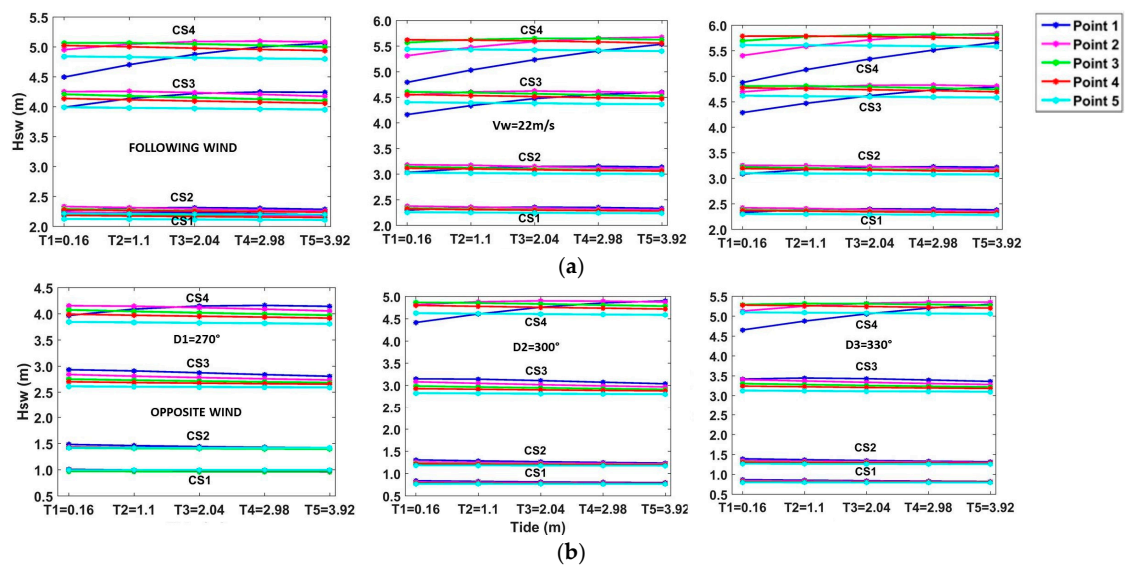 5.5
5.0
4.5
4.0
3.5
3.0
2.5
2.0
Hsw (m)
CS4
CS3
FOLLOWING WIND
CS2
CS1
T1=0.16 T2=1.1 T3=2.04 T4=2.98 T5=3.92
6.0
5.5
5.0
4.5
4.0
3.5
3.0
2.5
2.0
CS4
CS3
Vw=22m/s
CS2
CS1
T1=0.16 T2=1.1 T3=2.04 T4=2.98 T5=3.92
6.0
5.5
5.0
4.5
4.0
3.5
3.0
2.5
2.0
CS4
CS3
CS2
CS1
T1=0.16 T2=1.1 T3=2.04 T4=2.98 T5=3.92
Point 1
Point 2
Point 3
Point 4
Point 5
(a)
4.5
4.0
3.5
3.0
2.5
2.0
1.5
1.0
0.5
Hsw (m)
CS4
D1=270°
CS3
OPPOSITE WIND
CS2
CS1
T1=0.16 T2=1.1 T3=2.04 T4=2.98 T5=3.92
5.0
4.5
4.0
3.5
3.0
2.5
2.0
1.5
1.0
0.5
CS4
D2=300°
CS3
CS2
CS1
T1=0.16 T2=1.1 T3=2.04 T4=2.98 T5=3.92
Tide (m)
5.5
5.0
4.5
4.0
3.5
3.0
2.5
2.0
1.5
1.0
0.5
CS4
D3=330°
CS3
CS2
CS1
T1=0.16 T2=1.1 T3=2.04 T4=2.98 T5=3.92
(b)